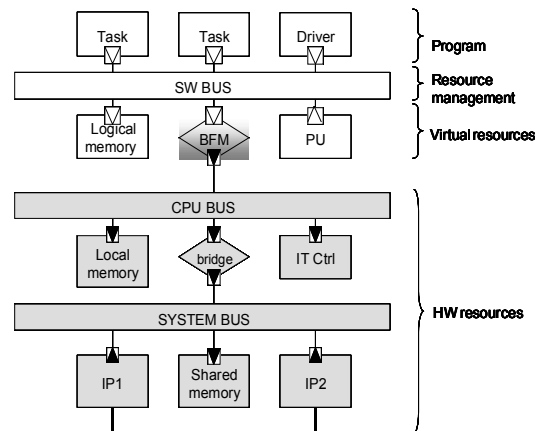 Task
Task
Driver
Program
SW BUS
Resource
management
Logical
memory
BFM
PU
Virtual resources
CPU BUS
Local
memory
bridge
IT Ctrl
SYSTEM BUS
HW resources
IP1
Shared
memory
IP2